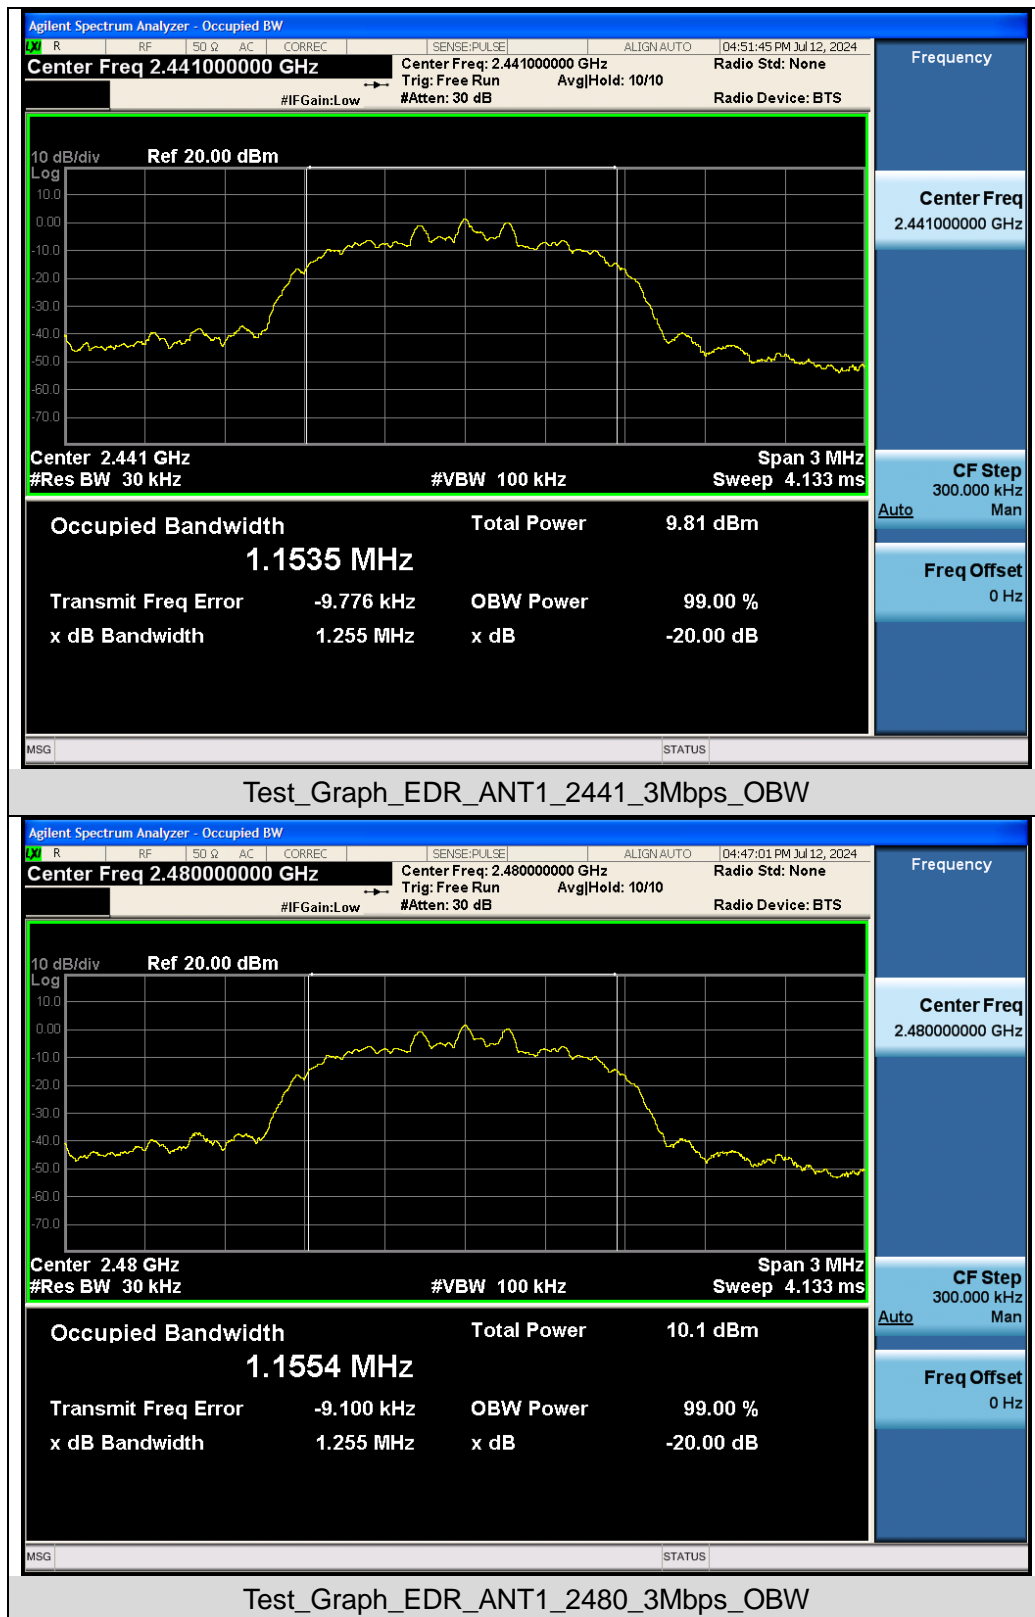 Agilent Spectrum Analyzer - Occupied BW
LXI R RF 50 Ω AC CORREC SENSE:PULSE ALIGN AUTO 04:51:45 PM Jul 12, 2024
Center Freq 2.441000000 GHz Center Freq: 2.441000000 GHz Radio Std: None
Trig: Free Run Avg|Hold: 10/10
#IFGain:Low #Atten: 30 dB Radio Device: BTS
Frequency
10 dB/div Ref 20.00 dBm
Log
10.0
0.00
-10.0
-20.0
-30.0
-40.0
-50.0
-60.0
-70.0
Center 2.441 GHz Span 3 MHz
#Res BW 30 kHz #VBW 100 kHz Sweep 4.133 ms
Center Freq
2.441000000 GHz
CF Step
300.000 kHz
Auto Man
Freq Offset
0 Hz
Occupied Bandwidth Total Power 9.81 dBm
1.1535 MHz
Transmit Freq Error -9.776 kHz OBW Power 99.00 %
x dB Bandwidth 1.255 MHz x dB -20.00 dB
MSG STATUS
Test_Graph_EDR_ANT1_2441_3Mbps_OBW
Agilent Spectrum Analyzer - Occupied BW
LXI R RF 50 Ω AC CORREC SENSE:PULSE ALIGN AUTO 04:47:01 PM Jul 12, 2024
Center Freq 2.480000000 GHz Center Freq: 2.480000000 GHz Radio Std: None
Trig: Free Run Avg|Hold: 10/10
#IFGain:Low #Atten: 30 dB Radio Device: BTS
Frequency
10 dB/div Ref 20.00 dBm
Log
10.0
0.00
-10.0
-20.0
-30.0
-40.0
-50.0
-60.0
-70.0
Center 2.48 GHz Span 3 MHz
#Res BW 30 kHz #VBW 100 kHz Sweep 4.133 ms
Center Freq
2.480000000 GHz
CF Step
300.000 kHz
Auto Man
Freq Offset
0 Hz
Occupied Bandwidth Total Power 10.1 dBm
1.1554 MHz
Transmit Freq Error -9.100 kHz OBW Power 99.00 %
x dB Bandwidth 1.255 MHz x dB -20.00 dB
MSG STATUS
Test_Graph_EDR_ANT1_2480_3Mbps_OBW